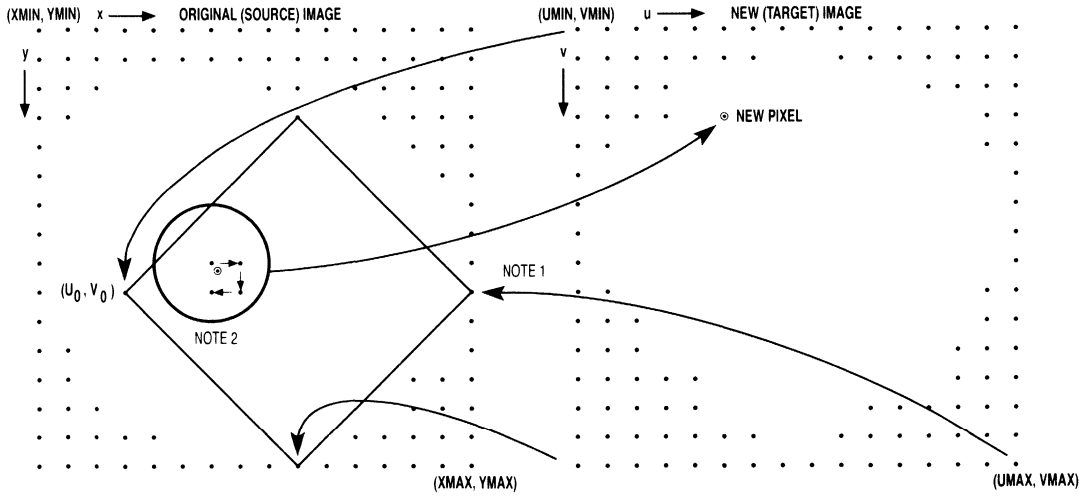 (XMIN, YMIN) x ORIGINAL (SOURCE) IMAGE
(UMIN, VMIN) u NEW (TARGET) IMAGE
y
v
NEW PIXEL
NOTE 1
(U0, V0)
NOTE 2
(XMAX, YMAX)
(UMAX, VMAX)